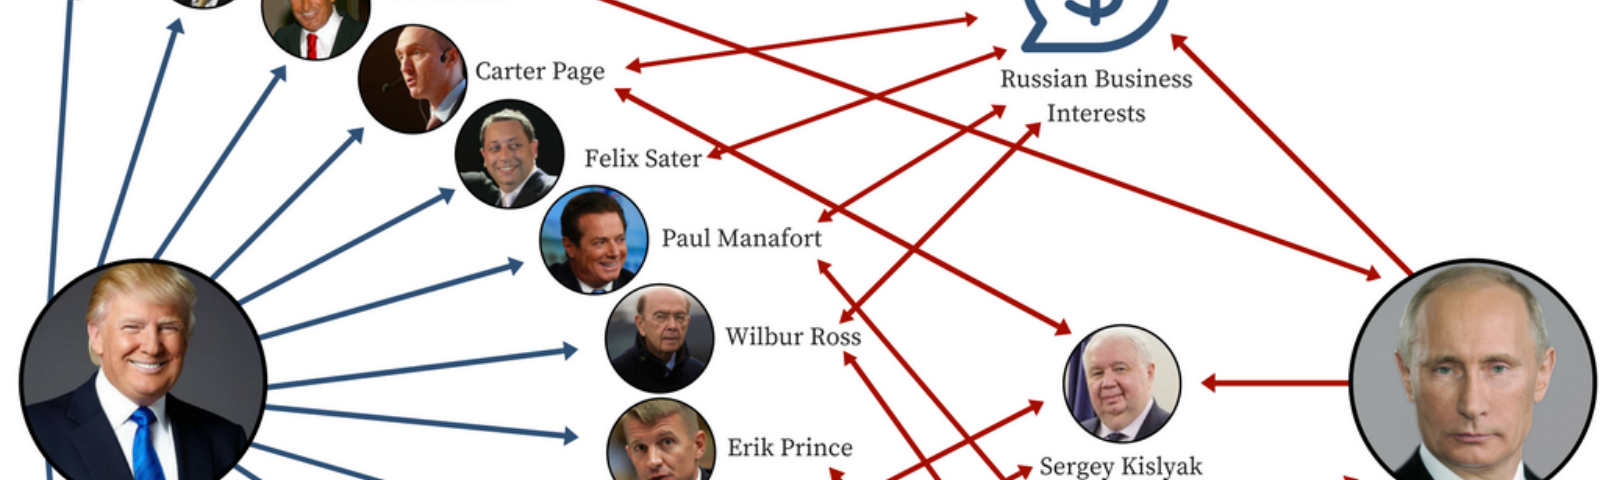 Carter Page
Russian Business
Interests
Felix Sater
Paul Manafort
Wilbur Ross
Erik Prince
Sergey Kislyak